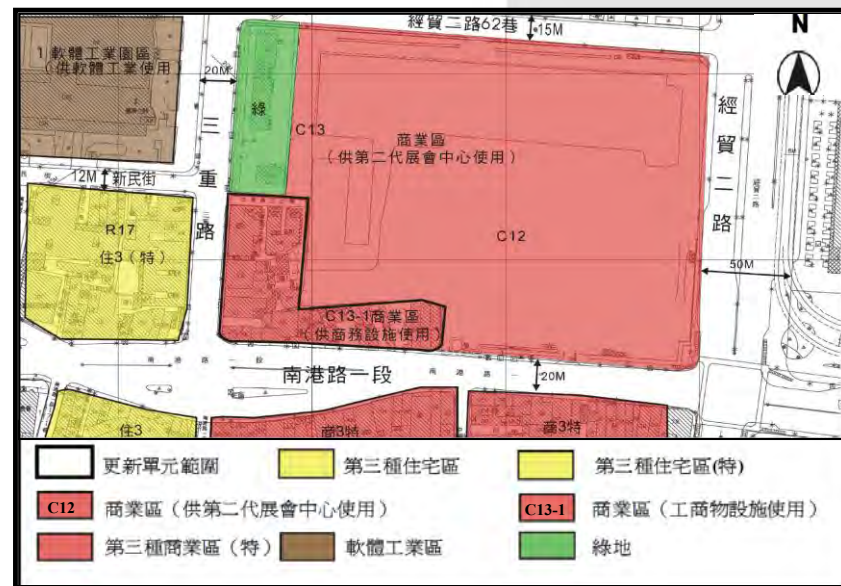 經貿二路62巷
15M
N
1軟體工業園區
(供軟體工業使用)
20M
綠
C13
商業區
(供第二代展會中心使用)
經貿二路
三重路
12M 新民街
R17
住3(特)
C12
50M
C13-1商業區
(供商務設施使用)
南港路一段
南港路一段
20M
住3
商3特
商3特
更新單元範圍
第三種住宅區
第三種住宅區(特)
C12 商業區（供第二代展會中心使用）
C13-1 商業區（工商物設施使用）
第三種商業區（特）
軟體工業區
綠地